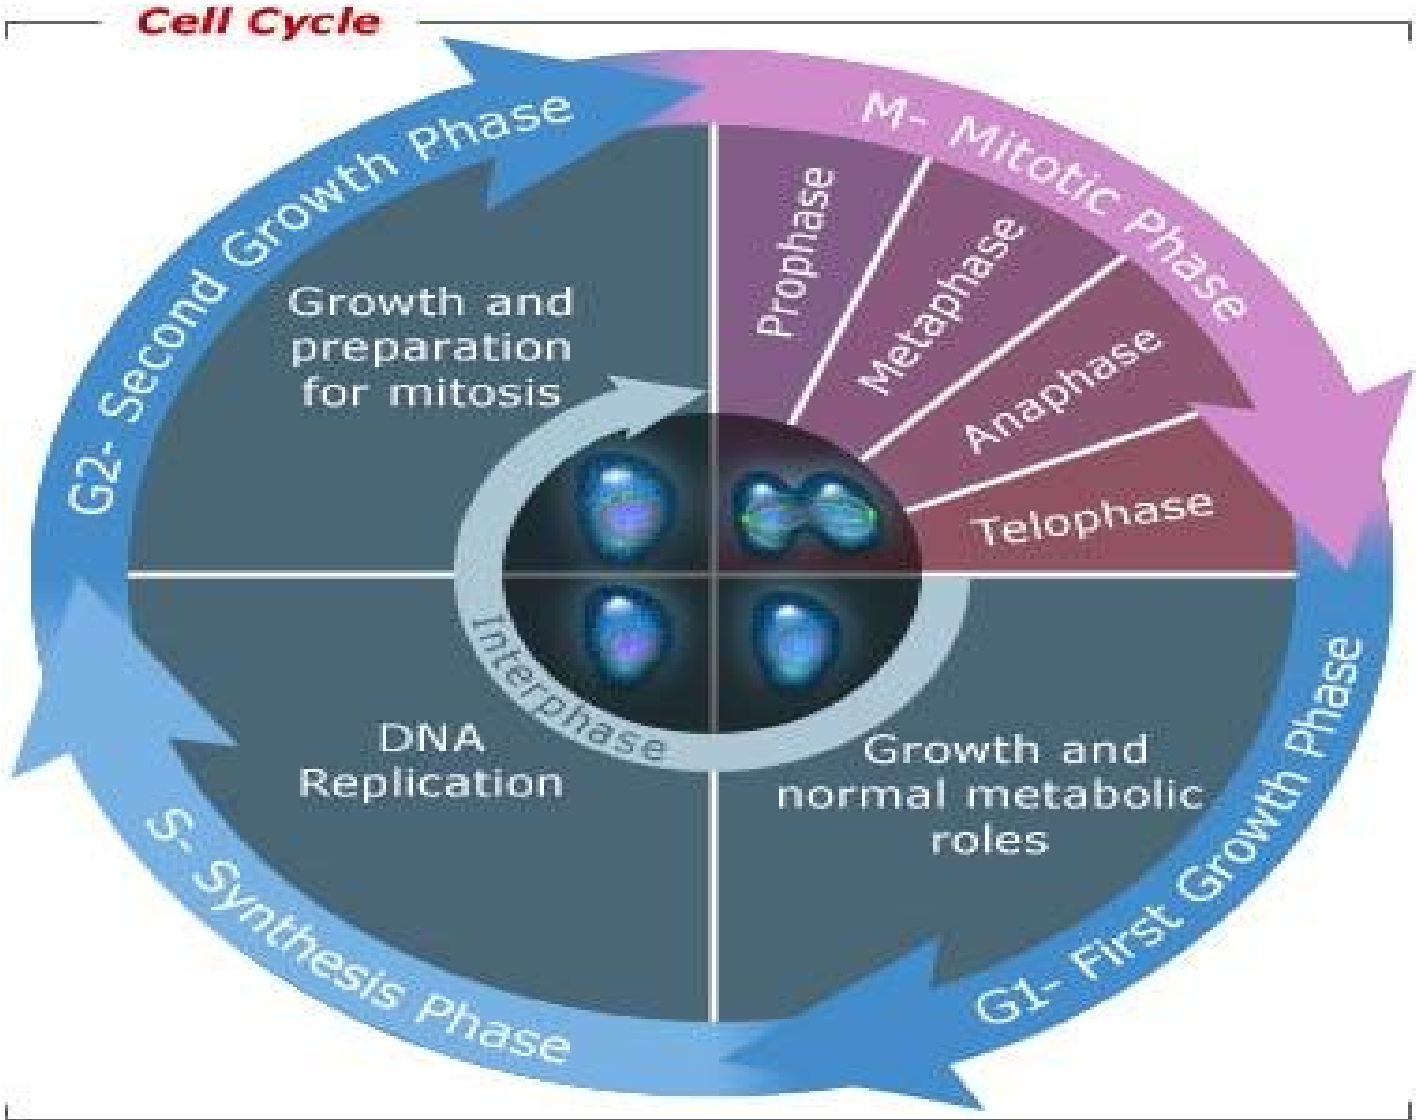 Cell Cycle
G2- Second Growth Phase
M- Mitotic Phase
Prophase
Metaphase
Anaphase
Telophase
Growth and
preparation
for mitosis
Interphase
DNA
Replication
Growth and
normal metabolic
roles
S- Synthesis Phase
G1- First Growth Phase